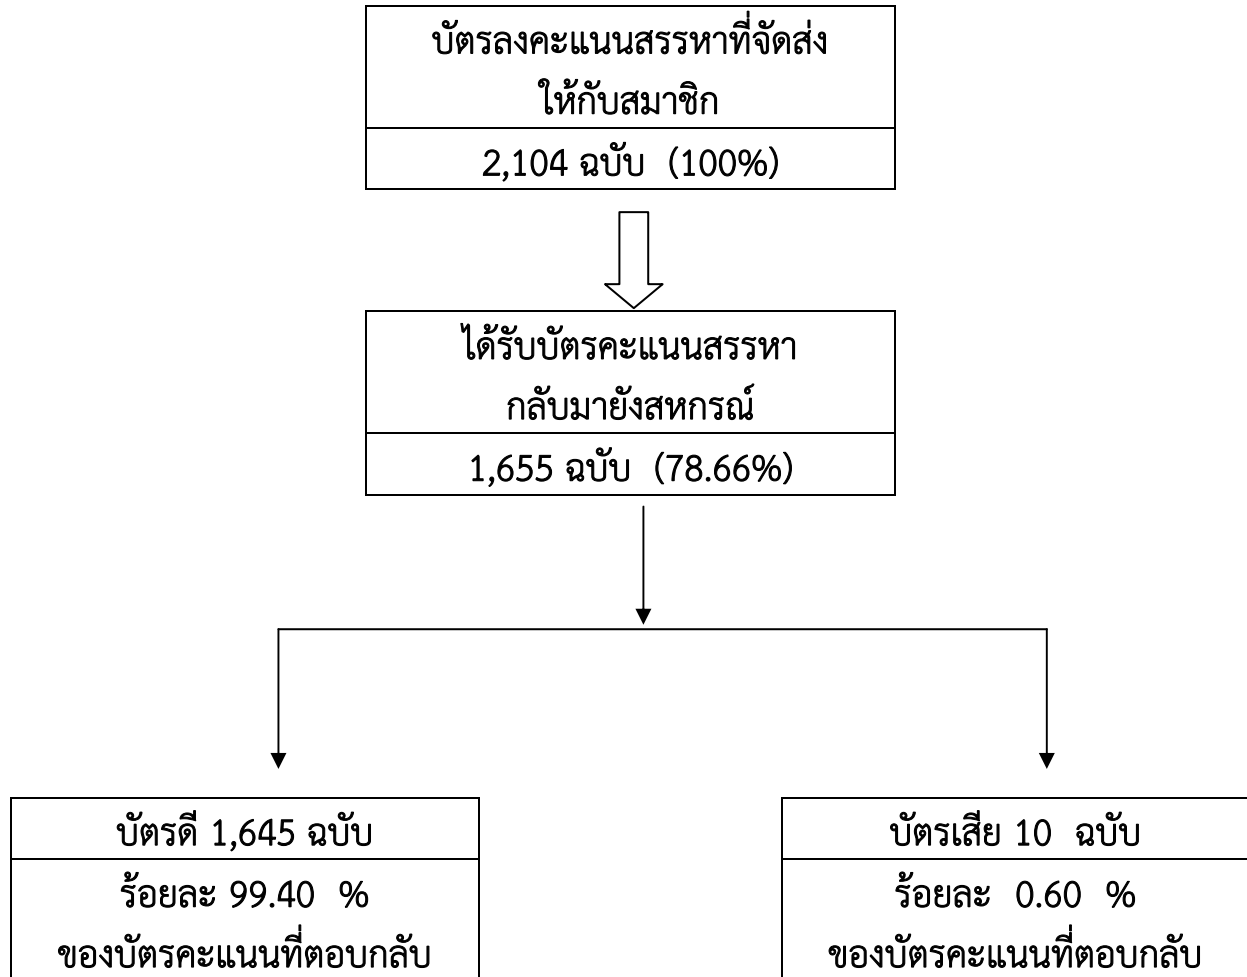 บัตรลงคะแนนสรรหาที่จัดส่ง
ให้กับสมาชิก
2,104 ฉบับ (100%)
ได้รับบัตรคะแนนสรรหา
กลับมายังสหกรณ์
1,655 ฉบับ (78.66%)
บัตรดี 1,645 ฉบับ
ร้อยละ 99.40 %
ของบัตรคะแนนที่ตอบกลับ
บัตรเสีย 10 ฉบับ
ร้อยละ 0.60 %
ของบัตรคะแนนที่ตอบกลับ